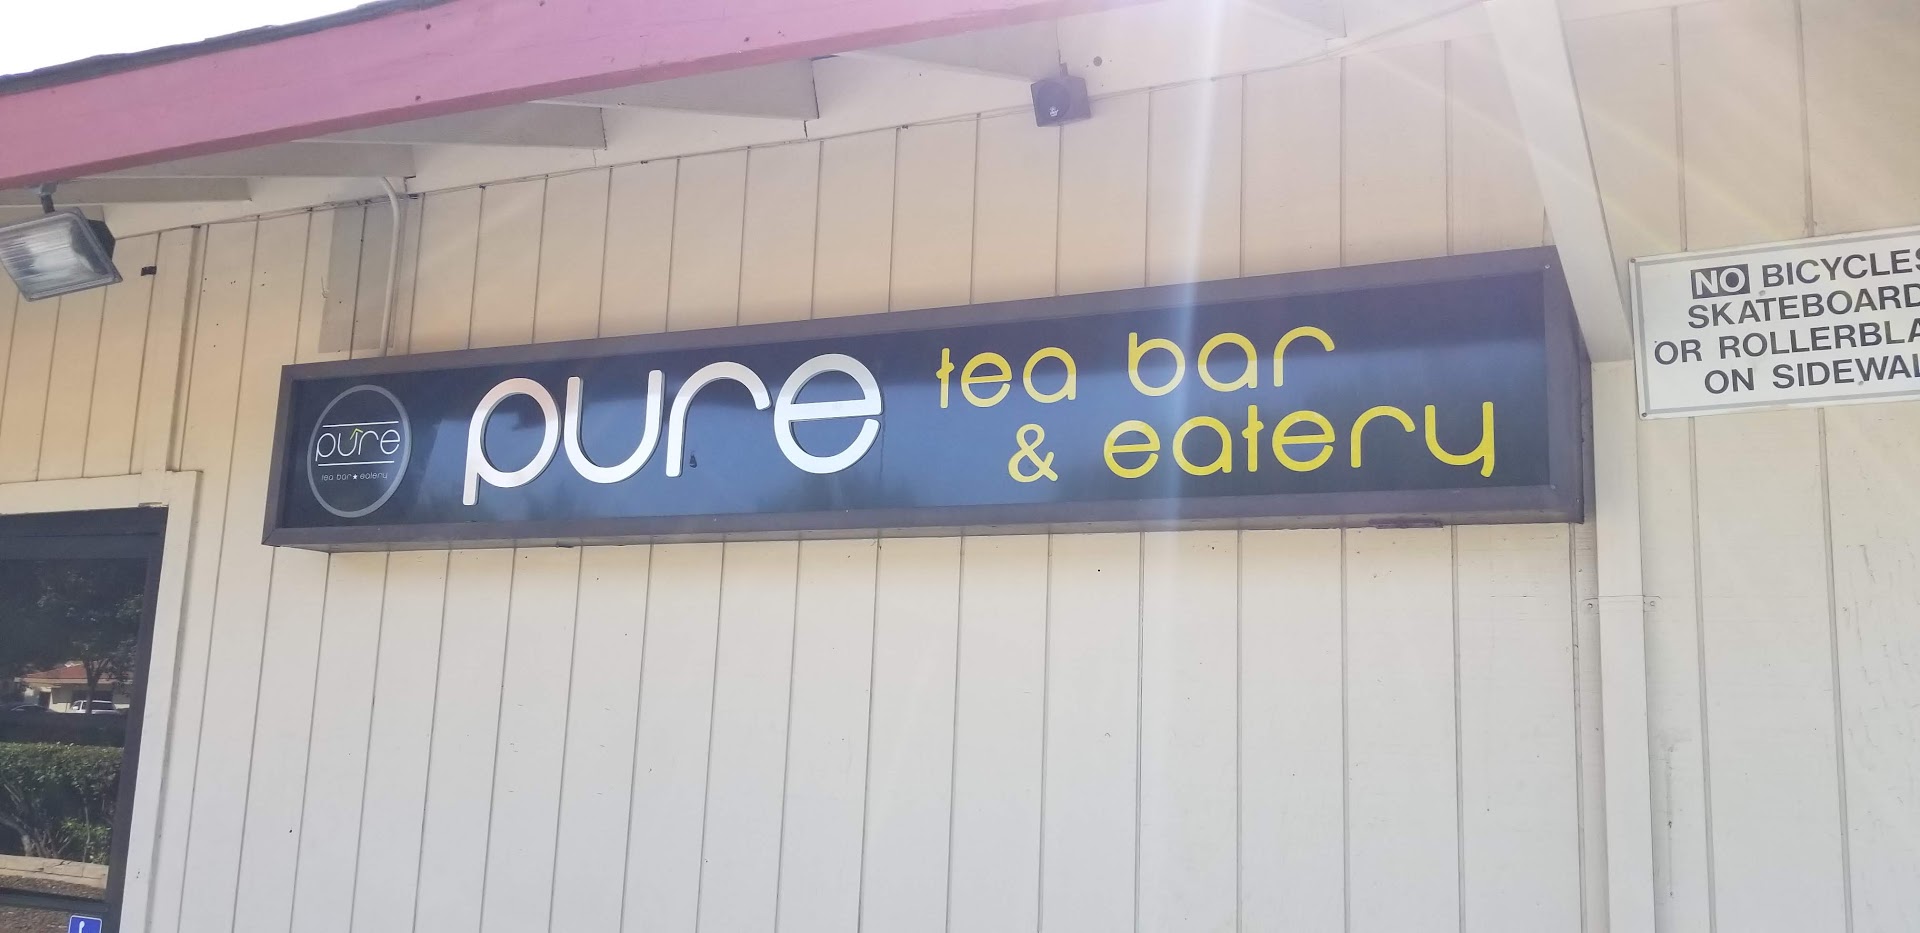 pure
tea bar ★ eatery
pure
tea bar
& eatery
NO BICYCLES
SKATEBOARD
OR ROLLERBLA
ON SIDEWAL